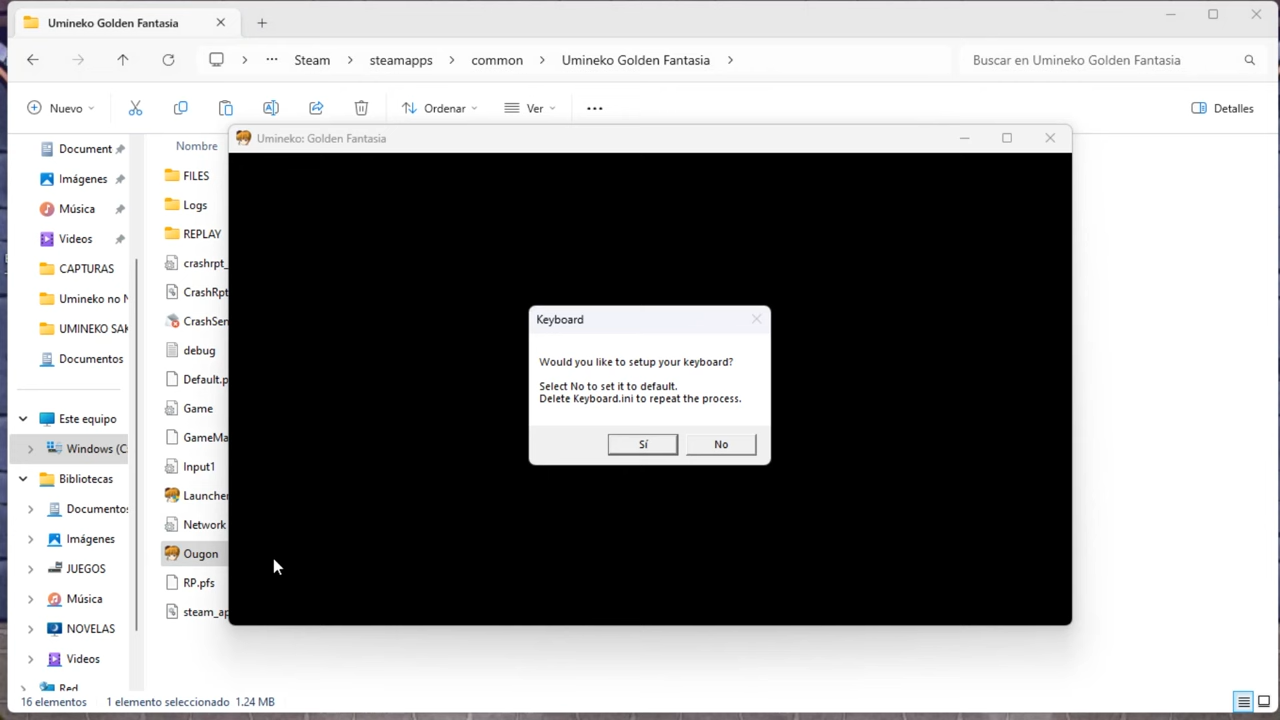 Umineko Golden Fantasia
Steam
steamapps
common
Umineko Golden Fantasia
Buscar en Umineko Golden Fantasia
Nuevo
Ordenar
Ver
Detalles
Document
Imágenes
Música
Videos
CAPTURAS
Umineko no N
UMINEKO SAK
Documentos
Este equipo
Windows (C
Bibliotecas
Documentos
Imágenes
JUEGOS
Música
NOVELAS
Videos
Red
Nombre
FILES
Logs
REPLAY
crashrpt_
CrashRpt
CrashSen
debug
Default.p
Game
GameMa
Input1
Launcher
Network
Ougon
RP.pfs
steam_ap
Umineko: Golden Fantasia
Keyboard
Would you like to setup your keyboard?
Select No to set it to default.
Delete Keyboard.ini to repeat the process.
Sí
No
16 elementos
1 elemento seleccionado 1.24 MB